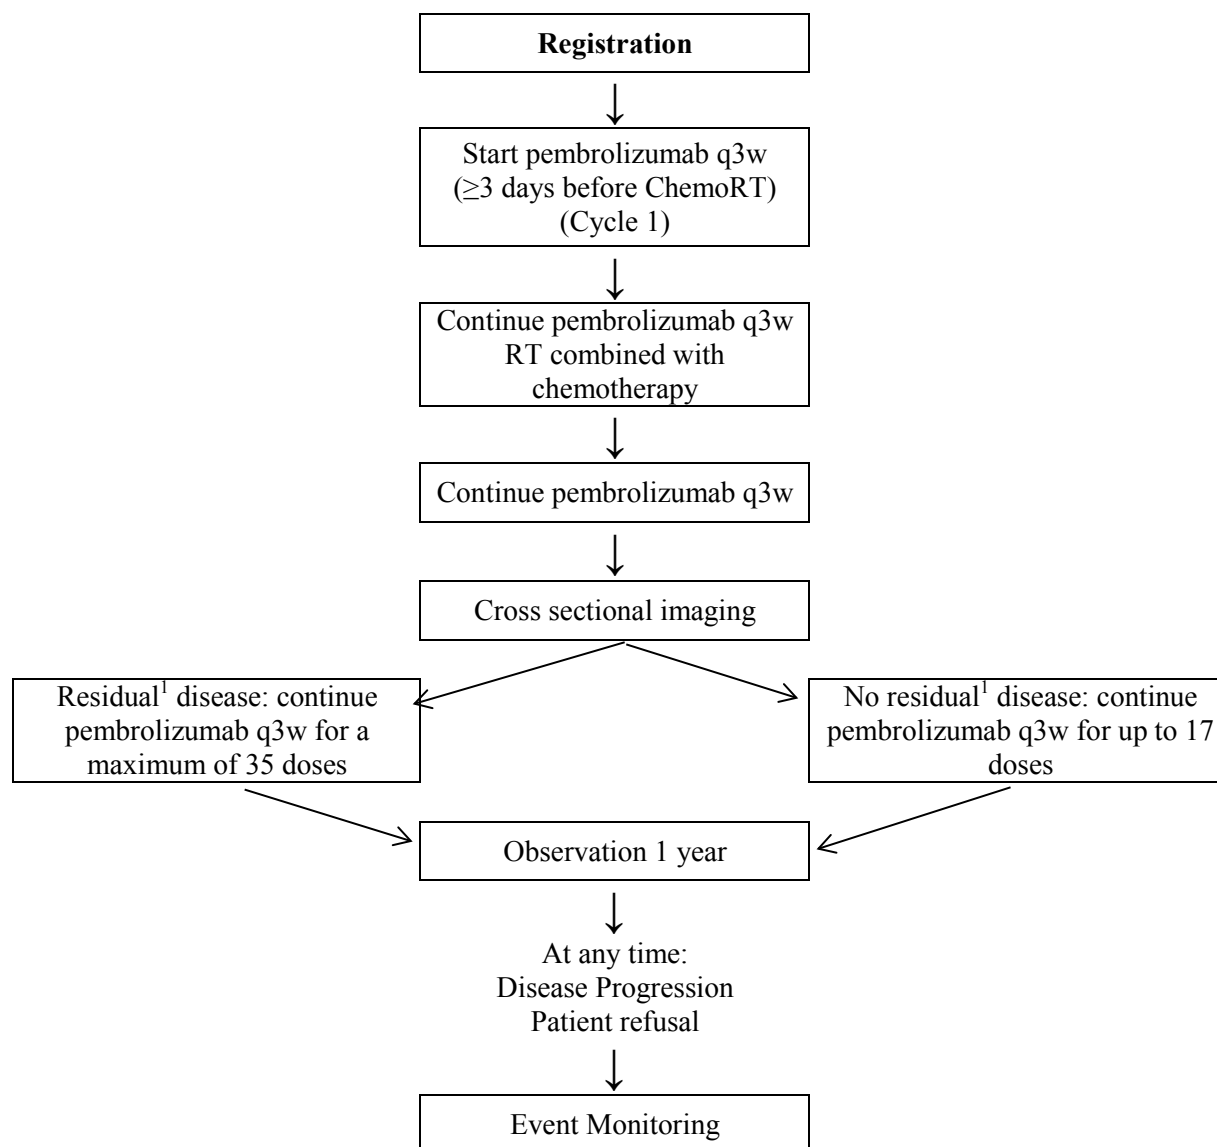 Registration
Start pembrolizumab q3w
(≥3 days before ChemoRT)
(Cycle 1)
Continue pembrolizumab q3w
RT combined with
chemotherapy
Continue pembrolizumab q3w
Cross sectional imaging
Residual¹ disease: continue
pembrolizumab q3w for a
maximum of 35 doses
No residual¹ disease: continue
pembrolizumab q3w for up to 17
doses
Observation 1 year
At any time:
Disease Progression
Patient refusal
Event Monitoring